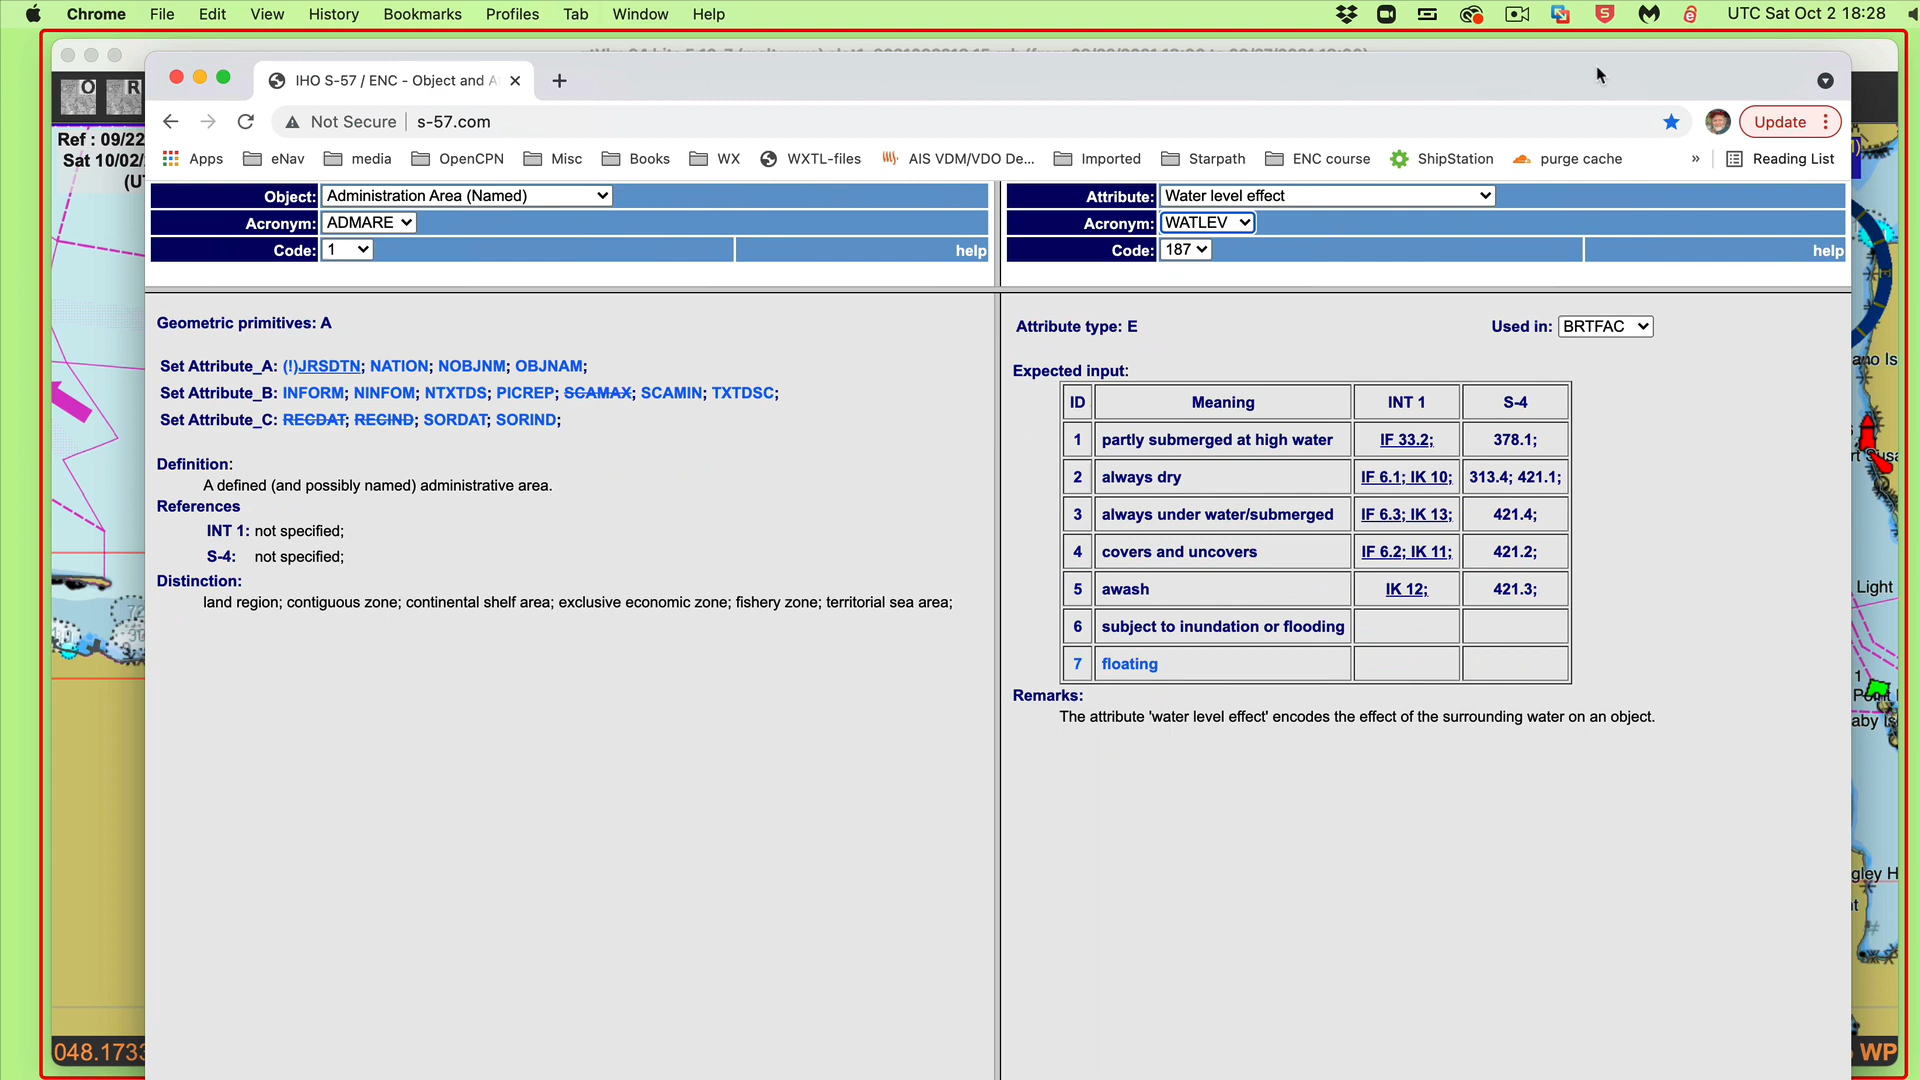 Chrome File Edit View History Bookmarks Profiles Tab Window Help UTC Sat Oct 2 18:28
IHO S-57 / ENC - Object and A
Not Secure | s-57.com Update
Apps eNav media OpenCPN Misc Books WX WXTL-files AIS VDM/VDO De... Imported Starpath ENC course ShipStation purge cache » Reading List
O R
Ref : 09/22
Sat 10/02/
(U
Object: Administration Area (Named)
Acronym: ADMARE
Code: 1 help
Attribute: Water level effect
Acronym: WATLEV
Code: 187 help
Geometric primitives: A
Set Attribute_A: (!)JRSDTN; NATION; NOBJNM; OBJNAM;
Set Attribute_B: INFORM; NINFOM; NTXTDS; PICREP; SCAMAX; SCAMIN; TXTDSC;
Set Attribute_C: RECDAT; RECIND; SORDAT; SORIND;
Definition:
A defined (and possibly named) administrative area.
References
INT 1: not specified;
S-4: not specified;
Distinction:
land region; contiguous zone; continental shelf area; exclusive economic zone; fishery zone; territorial sea area;
Attribute type: E Used in: BRTFAC
Expected input:
ID Meaning INT 1 S-4
1 partly submerged at high water IF 33.2; 378.1;
2 always dry IF 6.1; IK 10; 313.4; 421.1;
3 always under water/submerged IF 6.3; IK 13; 421.4;
4 covers and uncovers IF 6.2; IK 11; 421.2;
5 awash IK 12; 421.3;
6 subject to inundation or flooding
7 floating
Remarks:
The attribute 'water level effect' encodes the effect of the surrounding water on an object.
ano Is
Light
1
Point
aby Is
gley H
nt
048.1733
WP